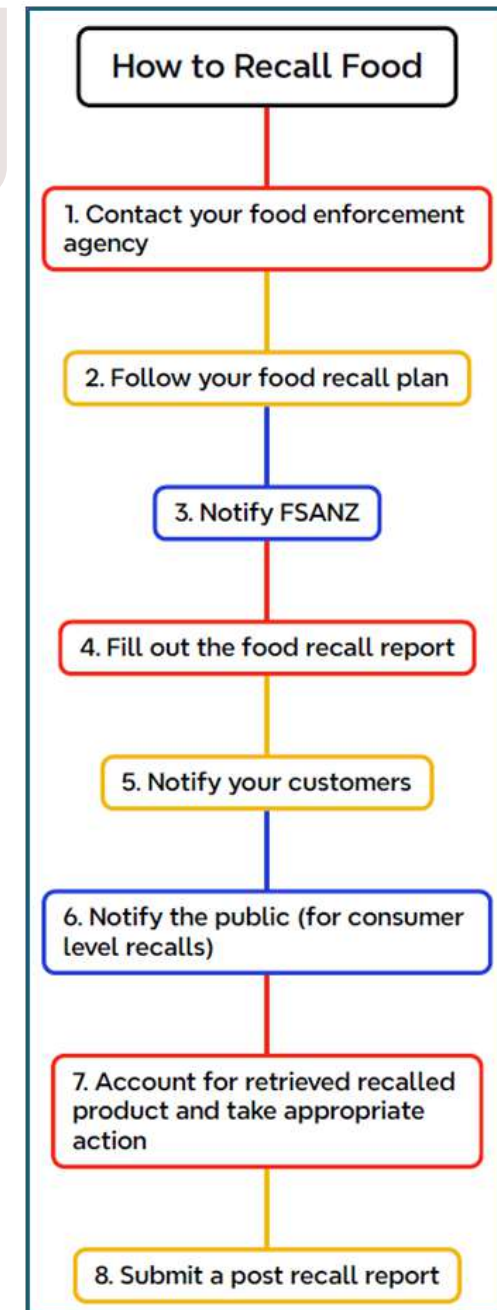 How to Recall Food
1. Contact your food enforcement
agency
2. Follow your food recall plan
3. Notify FSANZ
4. Fill out the food recall report
5. Notify your customers
6. Notify the public (for consumer
level recalls)
7. Account for retrieved recalled
product and take appropriate
action
8. Submit a post recall report